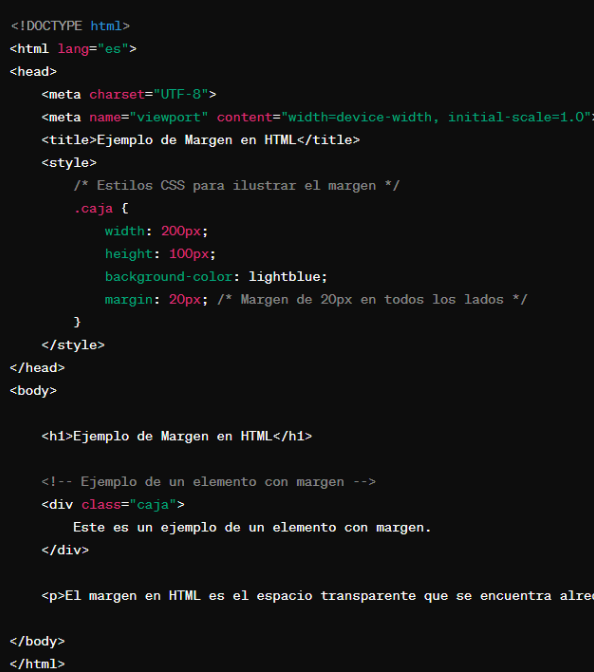 <!DOCTYPE html>
<html lang="es">
<head>
    <meta charset="UTF-8">
    <meta name="viewport" content="width=device-width, initial-scale=1.0">
    <title>Ejemplo de Margen en HTML</title>
    <style>
        /* Estilos CSS para ilustrar el margen */
        .caja {
            width: 200px;
            height: 100px;
            background-color: lightblue;
            margin: 20px; /* Margen de 20px en todos los lados */
        }
    </style>
</head>
<body>
    <h1>Ejemplo de Margen en HTML</h1>
    <!-- Ejemplo de un elemento con margen -->
    <div class="caja">
        Este es un ejemplo de un elemento con margen.
    </div>
    <p>El margen en HTML es el espacio transparente que se encuentra
</body>
</html>